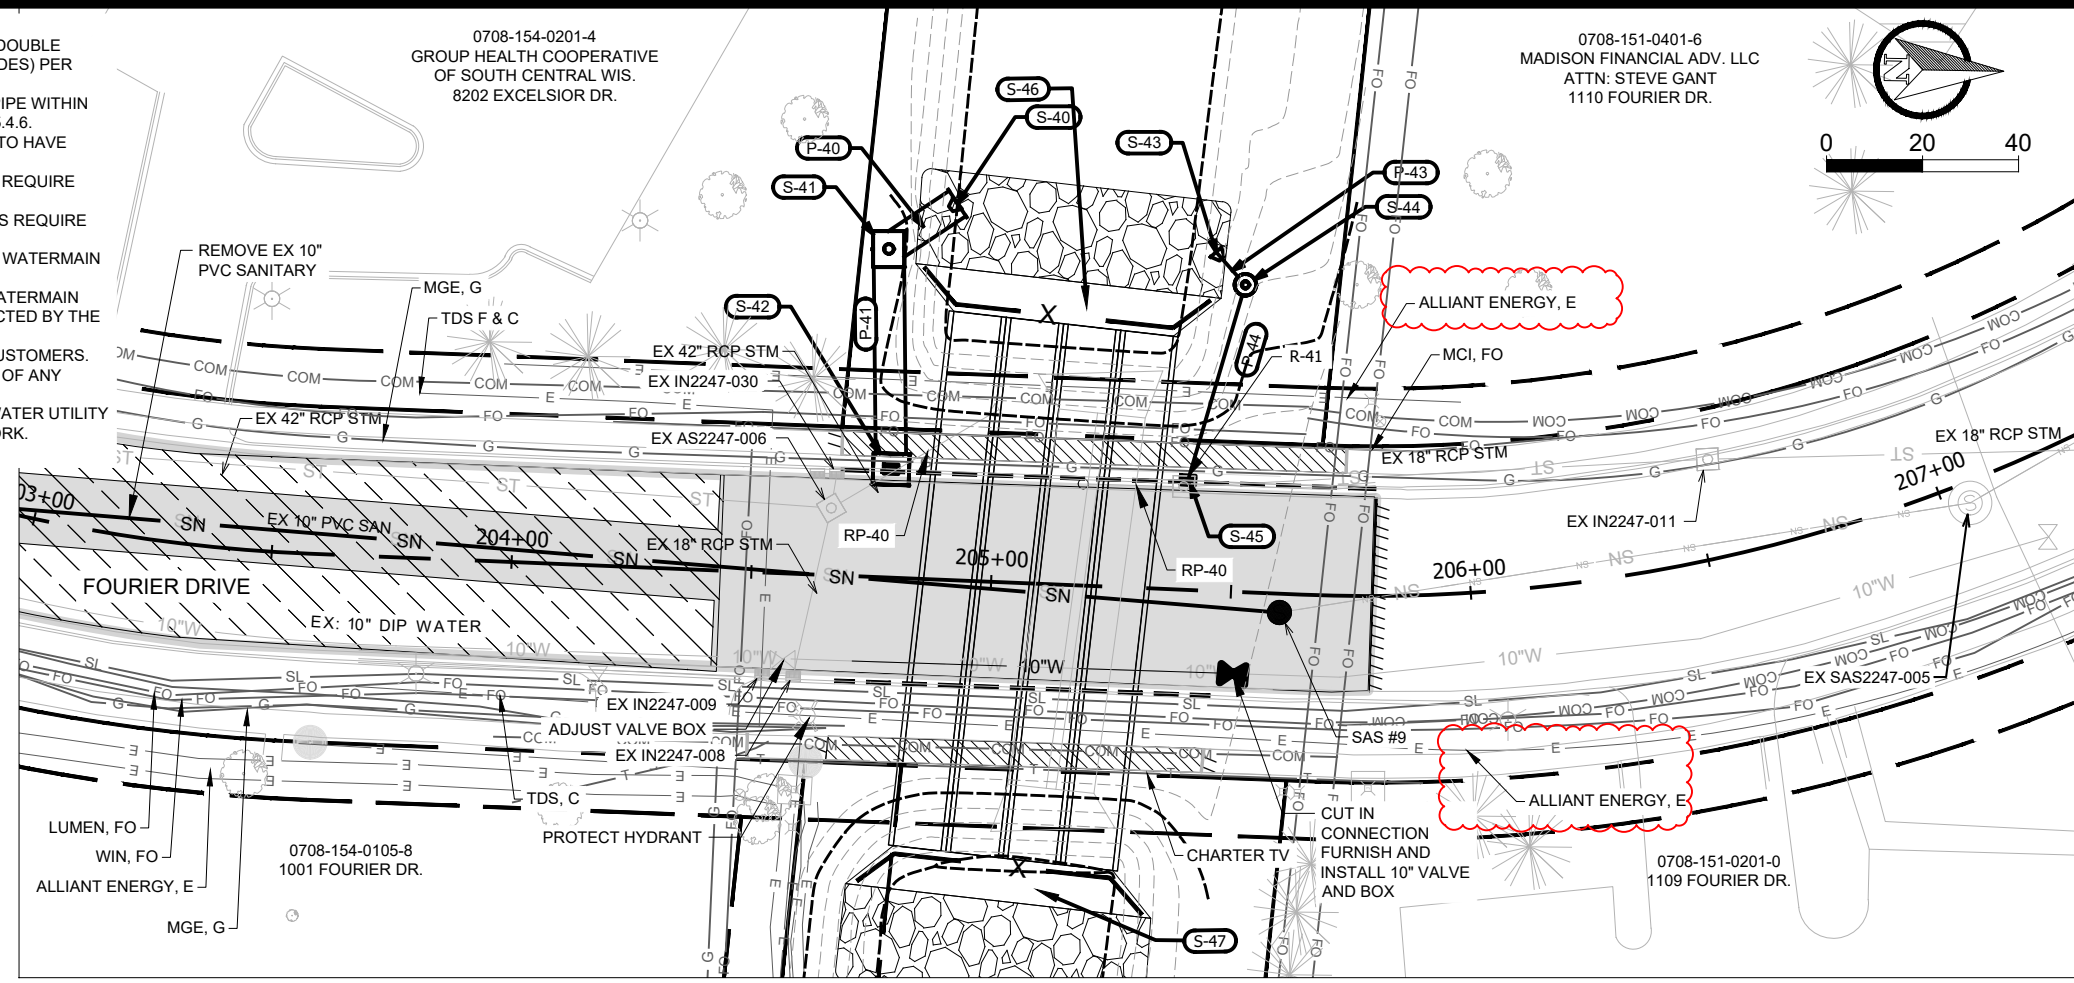 DOUBLE
DES) PER
PIPE WITHIN
5.4.6.
TO HAVE
REQUIRE
S REQUIRE
WATERMAIN
ATERMAIN
CTED BY THE
USTOMERS.
OF ANY
WATER UTILITY
ORK.
0708-154-0201-4
GROUP HEALTH COOPERATIVE
OF SOUTH CENTRAL WIS.
8202 EXCELSIOR DR.
0708-151-0401-6
MADISON FINANCIAL ADV. LLC
ATTN: STEVE GANT
1110 FOURIER DR.
N
0 20 40
S-46
S-40
S-43
P-40
S-41
P-43
S-44
REMOVE EX 10"
PVC SANITARY
MGE, G
TDS F & C
S-42
P-41
P-44
R-41
X
ALLIANT ENERGY, E
MCI, FO
EX 42" RCP STM
EX IN2247-030
EX 42" RCP STM
EX AS2247-006
EX 18" RCP STM
EX 18" RCP STM
207+00
EX IN2247-011
03+00
SN
EX 10" PVC SAN
SN
204+00
SN
EX 18" RCP STM
SN
RP-40
205+00
SN
RP-40
S-45
206+00
FOURIER DRIVE
EX: 10" DIP WATER
10"W
10"W
10"W
10"W
10"W
10"W
EX SAS2247-005
EX IN2247-009
ADJUST VALVE BOX
EX IN2247-008
SAS #9
TDS, C
PROTECT HYDRANT
LUMEN, FO
WIN, FO
ALLIANT ENERGY, E
MGE, G
0708-154-0105-8
1001 FOURIER DR.
CHARTER TV
CUT IN
CONNECTION
FURNISH AND
INSTALL 10" VALVE
AND BOX
ALLIANT ENERGY, E
0708-151-0201-0
1109 FOURIER DR.
X
S-47